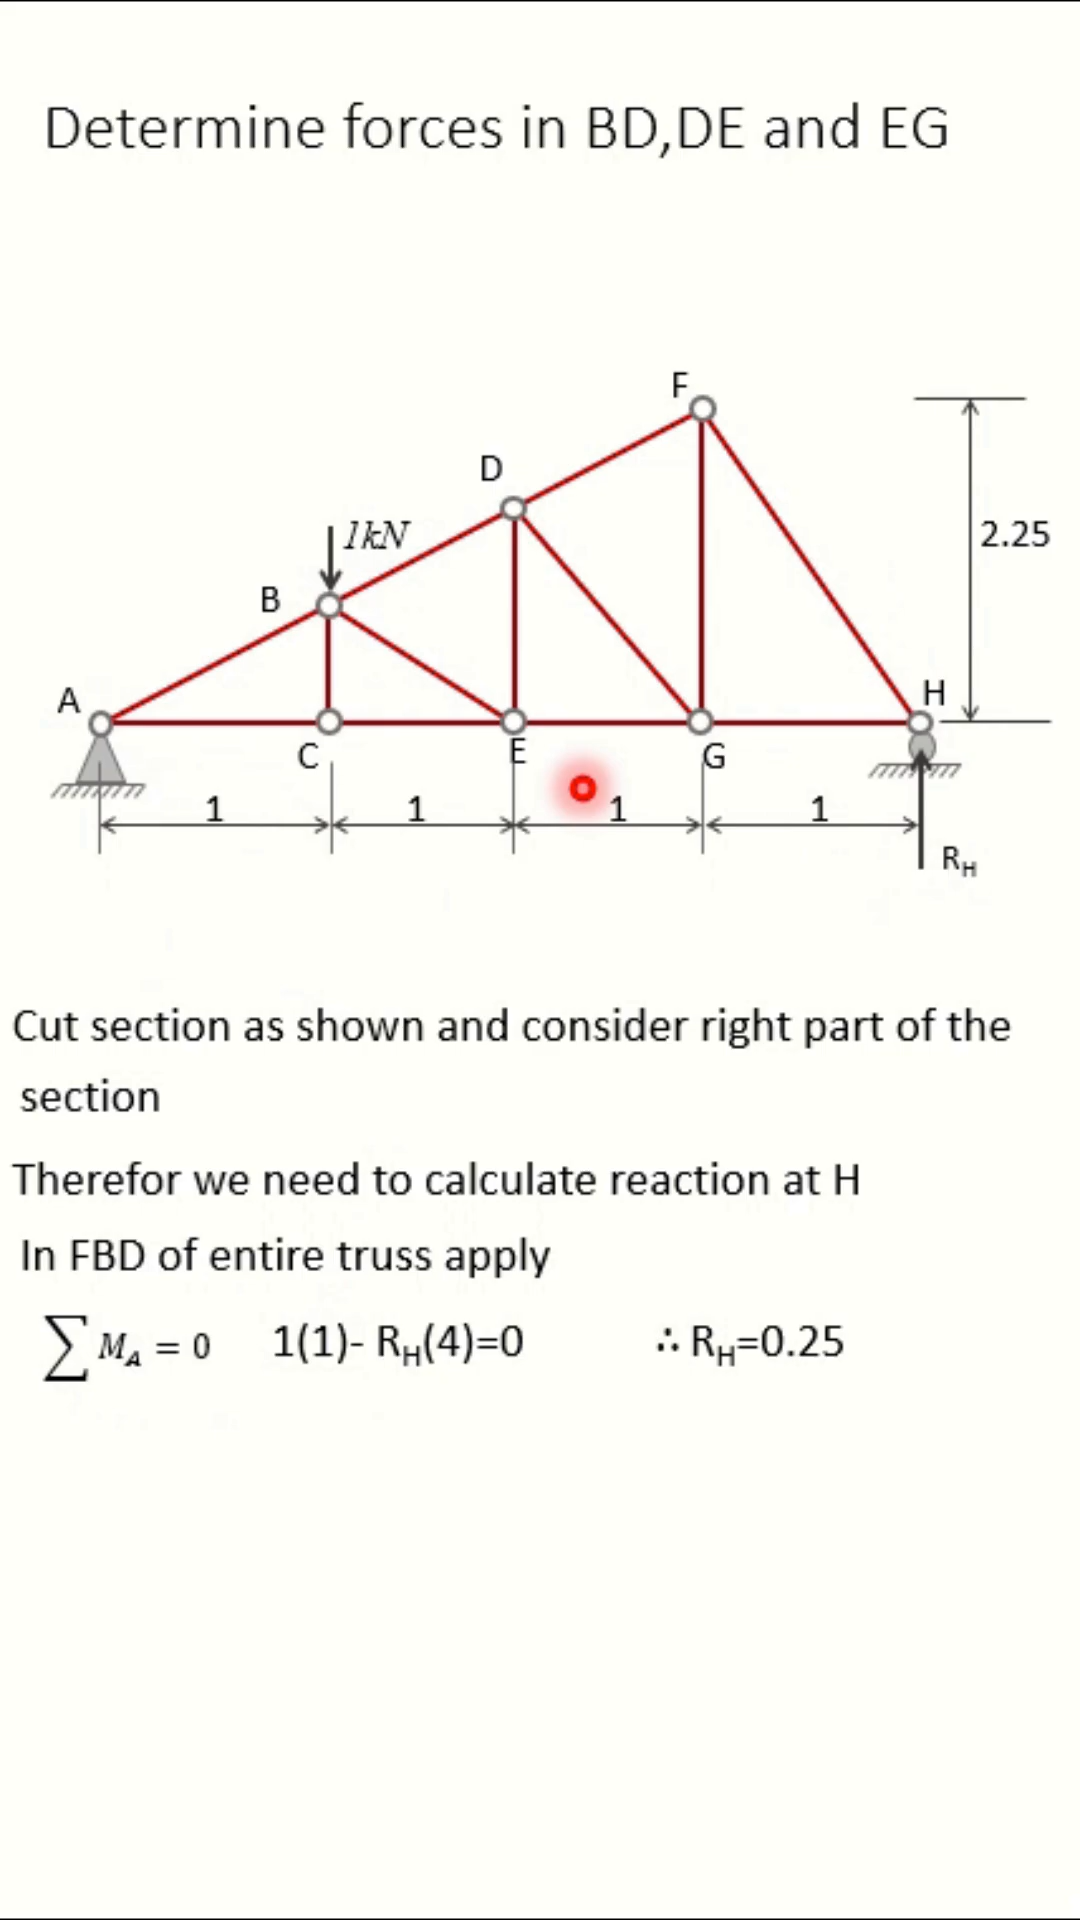 Determine forces in BD,DE and EG
F
D
1kN
2.25
B
A
H
C
E
G
1 1 1 1
R_H
Cut section as shown and consider right part of the
section
Therefor we need to calculate reaction at H
In FBD of entire truss apply
∑ M_A = 0 1(1)- R_H(4)=0 ∴ R_H=0.25